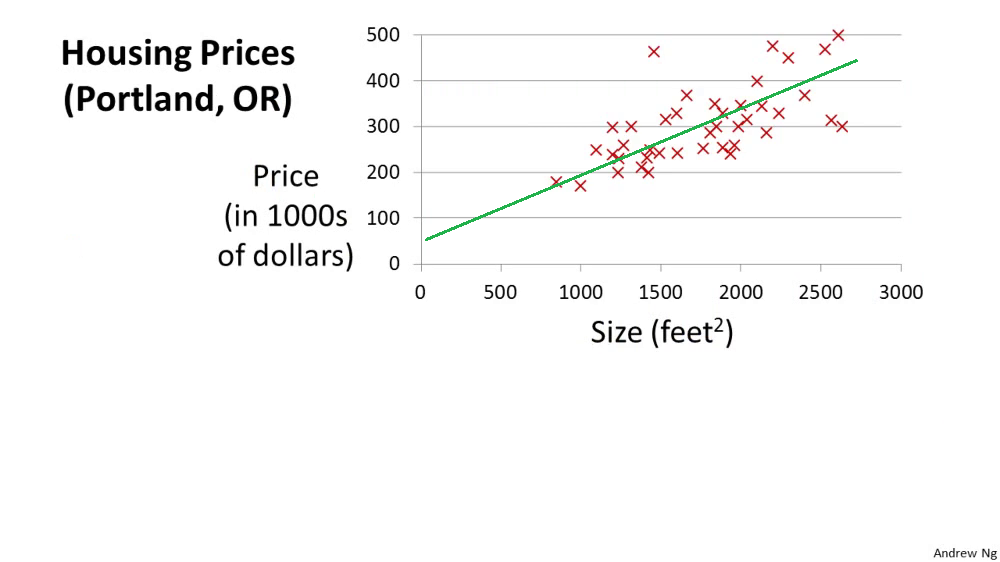 Housing Prices
(Portland, OR)
Price
(in 1000s
of dollars)
500
400
300
200
100
0
0 500 1000 1500 2000 2500 3000
Size (feet²)
Andrew Ng